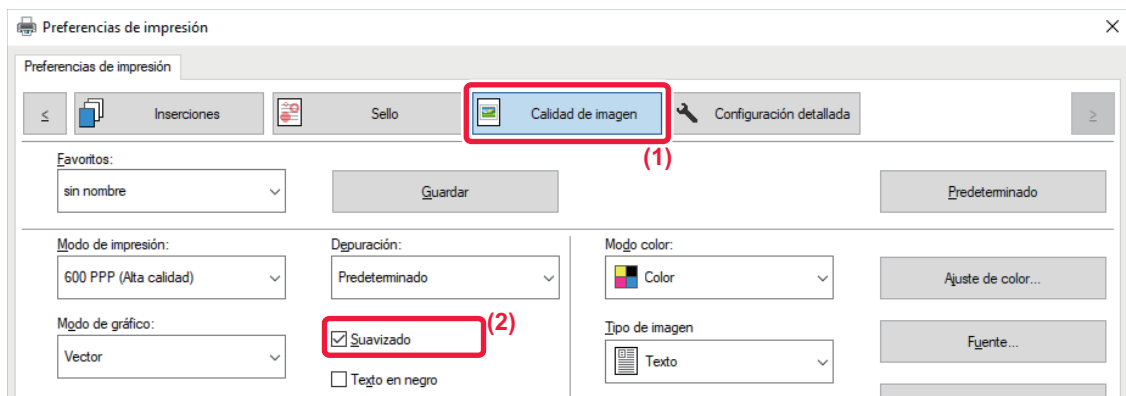 Preferencias de impresión
Preferencias de impresión
< Inserciones Sello Calidad de imagen Configuración detallada >
(1)
Favoritos:
sin nombre Guardar Predeterminado
Modo de impresión: Depuración: Modo color:
600 PPP (Alta calidad) Predeterminado Color Ajuste de color...
Modo de gráfico: (2) Tipo de imagen
Vector Suavizado Texto Fuente...
Texto en negro